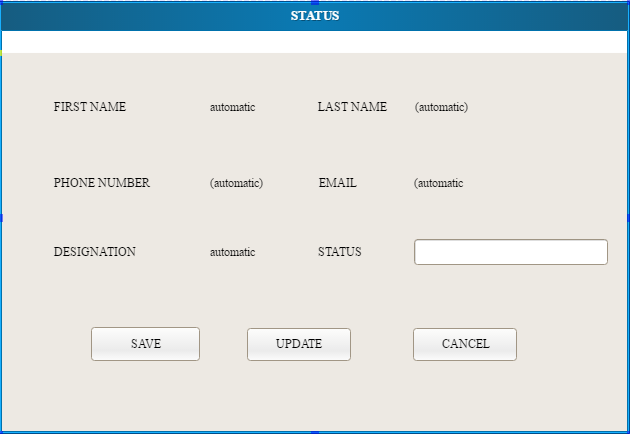 STATUS
FIRST NAME automatic LAST NAME (automatic)
PHONE NUMBER (automatic) EMAIL (automatic
DESIGNATION automatic STATUS
SAVE UPDATE CANCEL